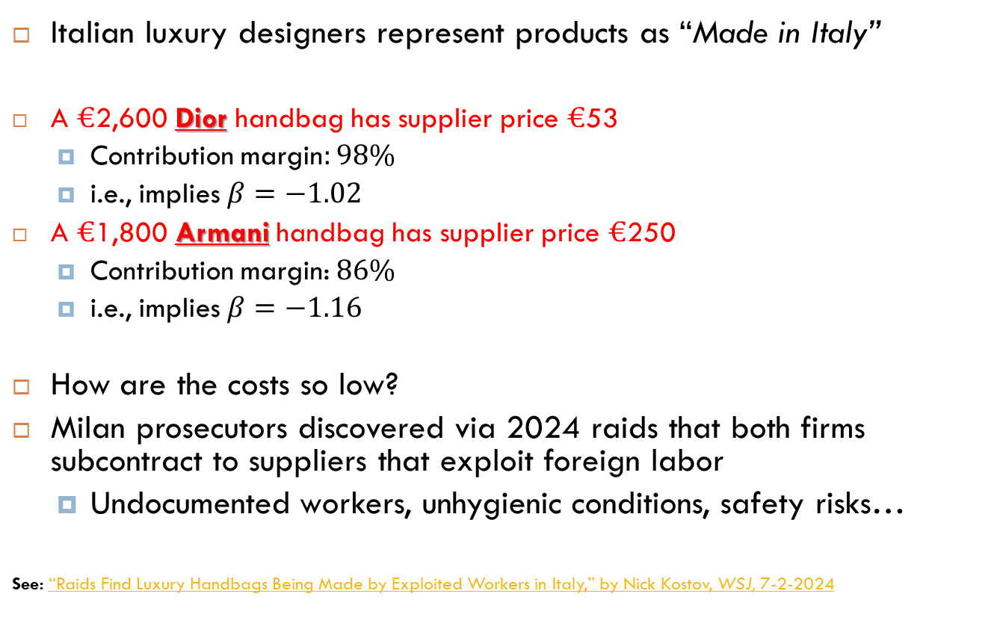 Italian luxury designers represent products as “Made in Italy”
A €2,600 Dior handbag has supplier price €53
Contribution margin: 98%
i.e., implies β = −1.02
A €1,800 Armani handbag has supplier price €250
Contribution margin: 86%
i.e., implies β = −1.16
How are the costs so low?
Milan prosecutors discovered via 2024 raids that both firms
subcontract to suppliers that exploit foreign labor
Undocumented workers, unhygienic conditions, safety risks…
See: “Raids Find Luxury Handbags Being Made by Exploited Workers in Italy,” by Nick Kostov, WSJ, 7-2-2024